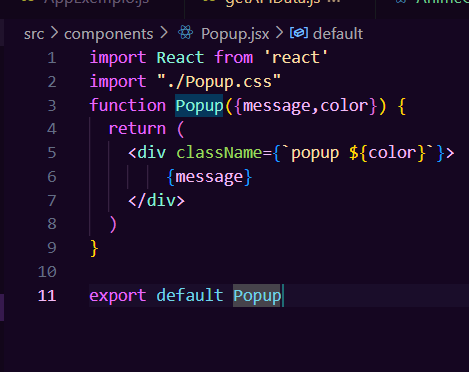 AppExemplo.js getAPIData.js
src > components > Popup.jsx > default
1 import React from 'react'
2 import "./Popup.css"
3 function Popup({message,color}) {
4 return (
5 <div className={`popup ${color}`}>
6 {message}
7 </div>
8 )
9 }
10
11 export default Popup